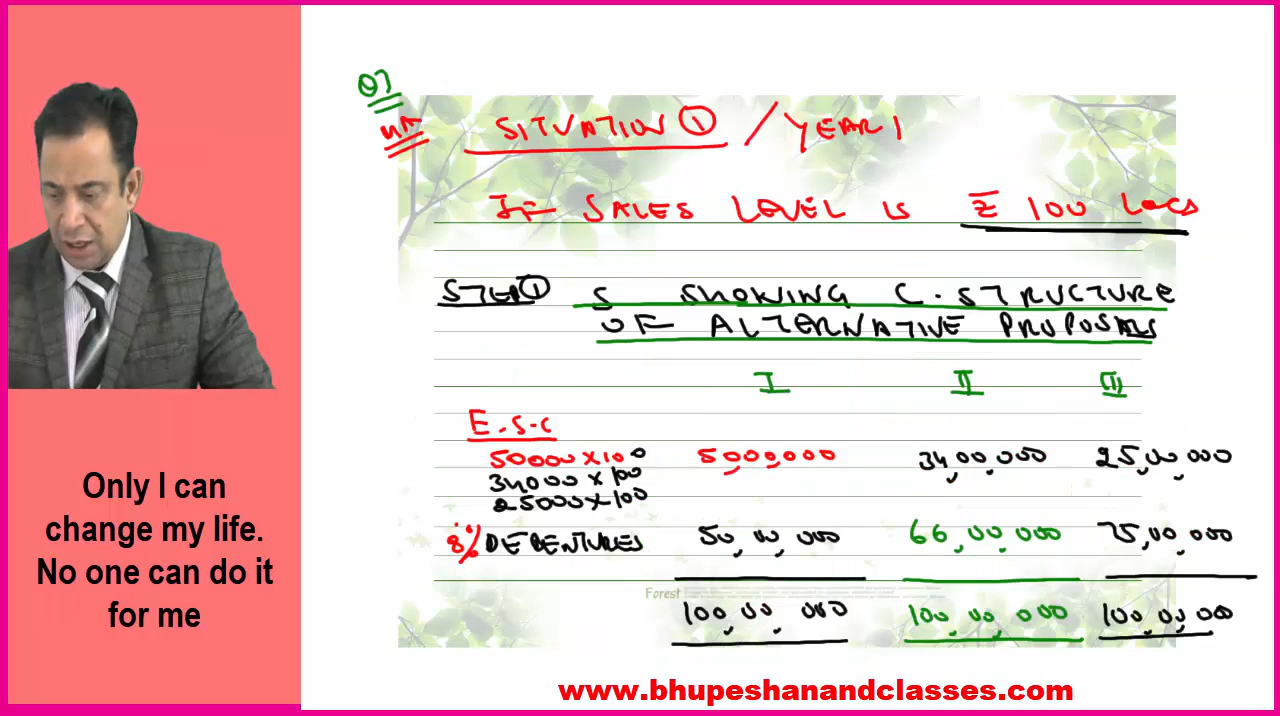 Q7
SITUATION ① / YEAR 1
IF SALES LEVEL IS ₹ 100 Lacs
STEP ① S SHOWING C. STRUCTURE
OF ALTERNATIVE PROPOSALS
I II III
E.S.C
50000 X 100 5000,000 34,00,000 25,00,000
34000 X 100
25000 X 100
8% DEBENTURES 50,00,000 66,00,000 75,00,000
Forest
100,00,000 100,00,000 100,00,000
Only I can
change my life.
No one can do it
for me
www.bhupeshanandclasses.com